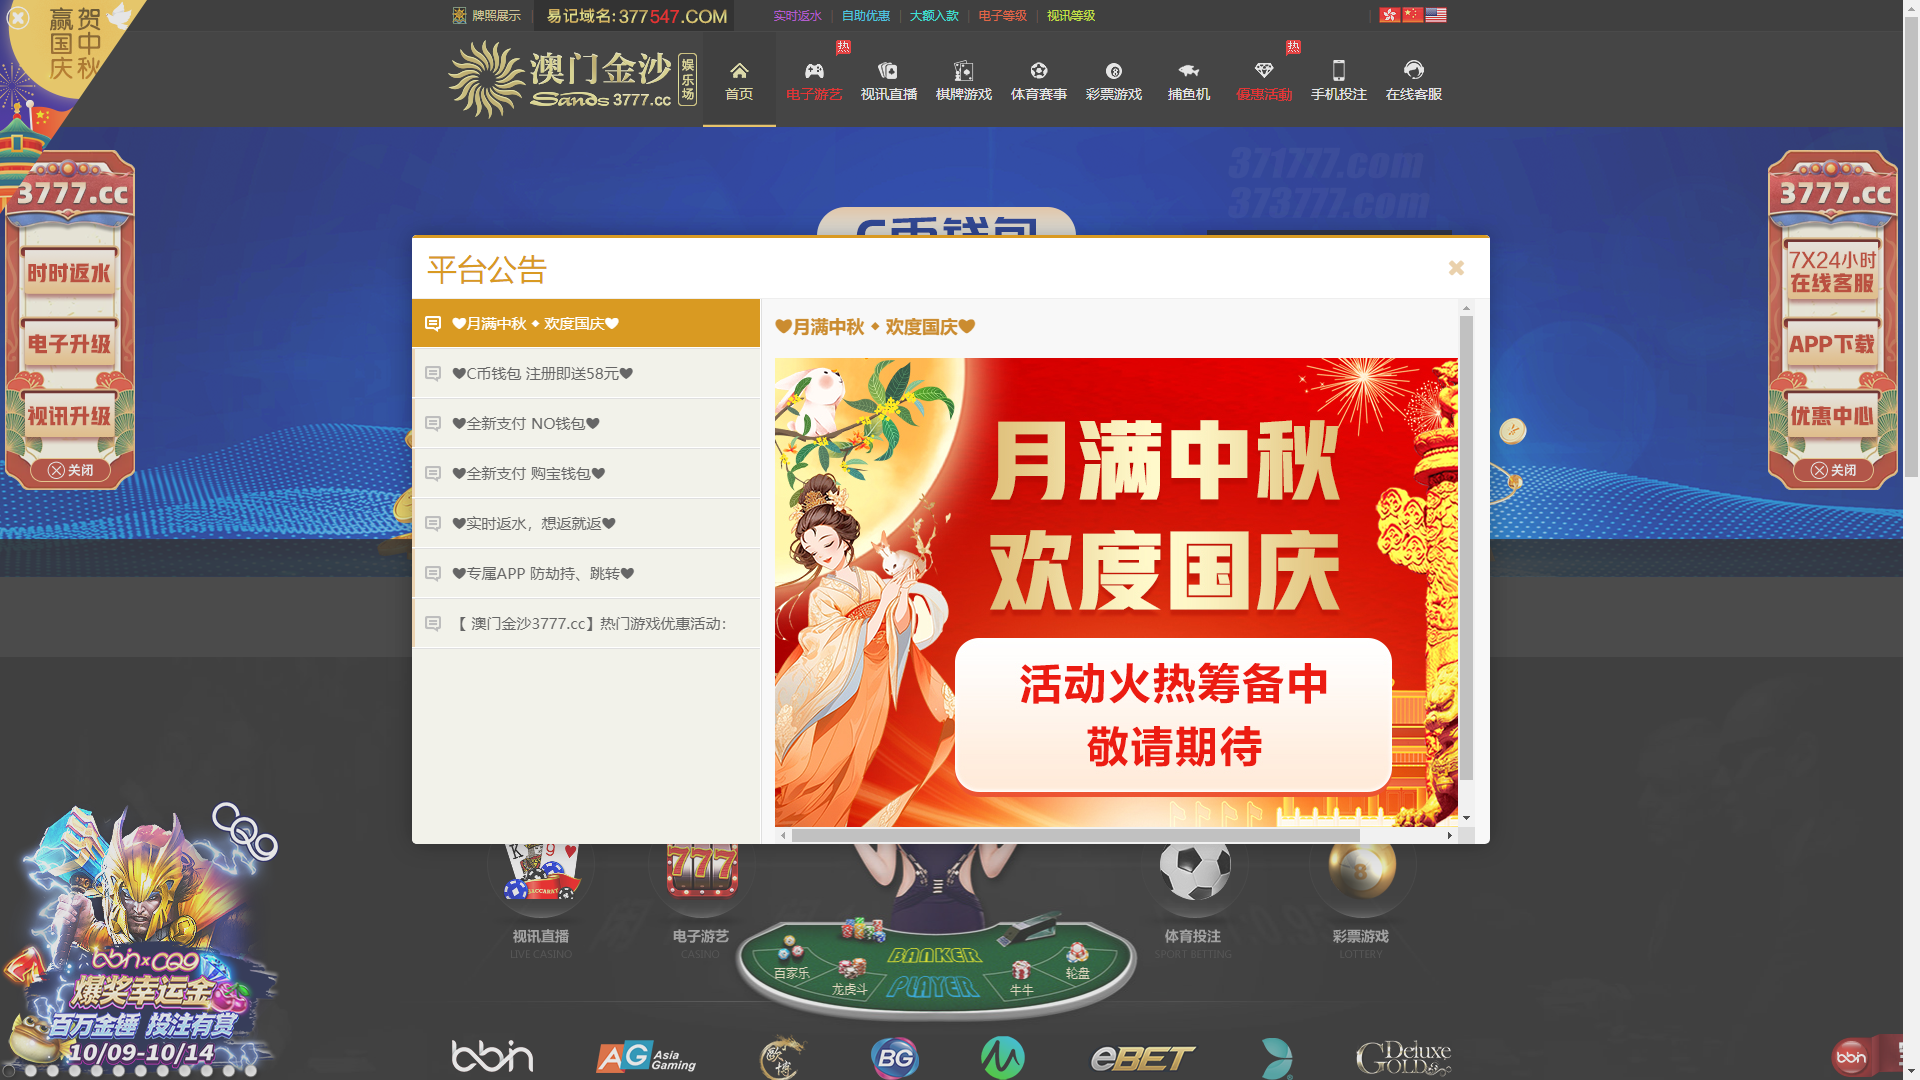 贺中秋
赢国庆
牌照展示
易记域名:377547.COM
实时返水
自助优惠
大额入款
电子等级
视讯等级
澳门金沙
娱乐场
Sands 3777.cc
首页
电子游艺
热
视讯直播
棋牌游戏
体育赛事
彩票游戏
捕鱼机
優惠活動
热
手机投注
在线客服
371777.com
373777.com
C币钱包
3777.cc
时时返水
电子升级
视讯升级
关闭
3777.cc
7X24小时
在线客服
APP下载
优惠中心
关闭
平台公告
♥月满中秋 ◆ 欢度国庆♥
♥C币钱包 注册即送58元♥
♥全新支付 NO钱包♥
♥全新支付 购宝钱包♥
♥实时返水，想返就返♥
♥专属APP 防劫持、跳转♥
【 澳门金沙3777.cc】热门游戏优惠活动：
♥月满中秋 ◆ 欢度国庆♥
月满中秋
欢度国庆
活动火热筹备中
敬请期待
CQ9
bbin×CQ9
爆奖幸运金
百万金锤 投注有赏
10/09-10/14
K
9
BACCARAT
777
8
视讯直播
LIVE CASINO
电子游艺
CASINO
体育投注
SPORT BETTING
彩票游戏
LOTTERY
BANKER
PLAYER
百家乐
龙虎斗
牛牛
轮盘
bbin
AG Asia Gaming
歐博
BG
eBET
Gold Deluxe
bbin